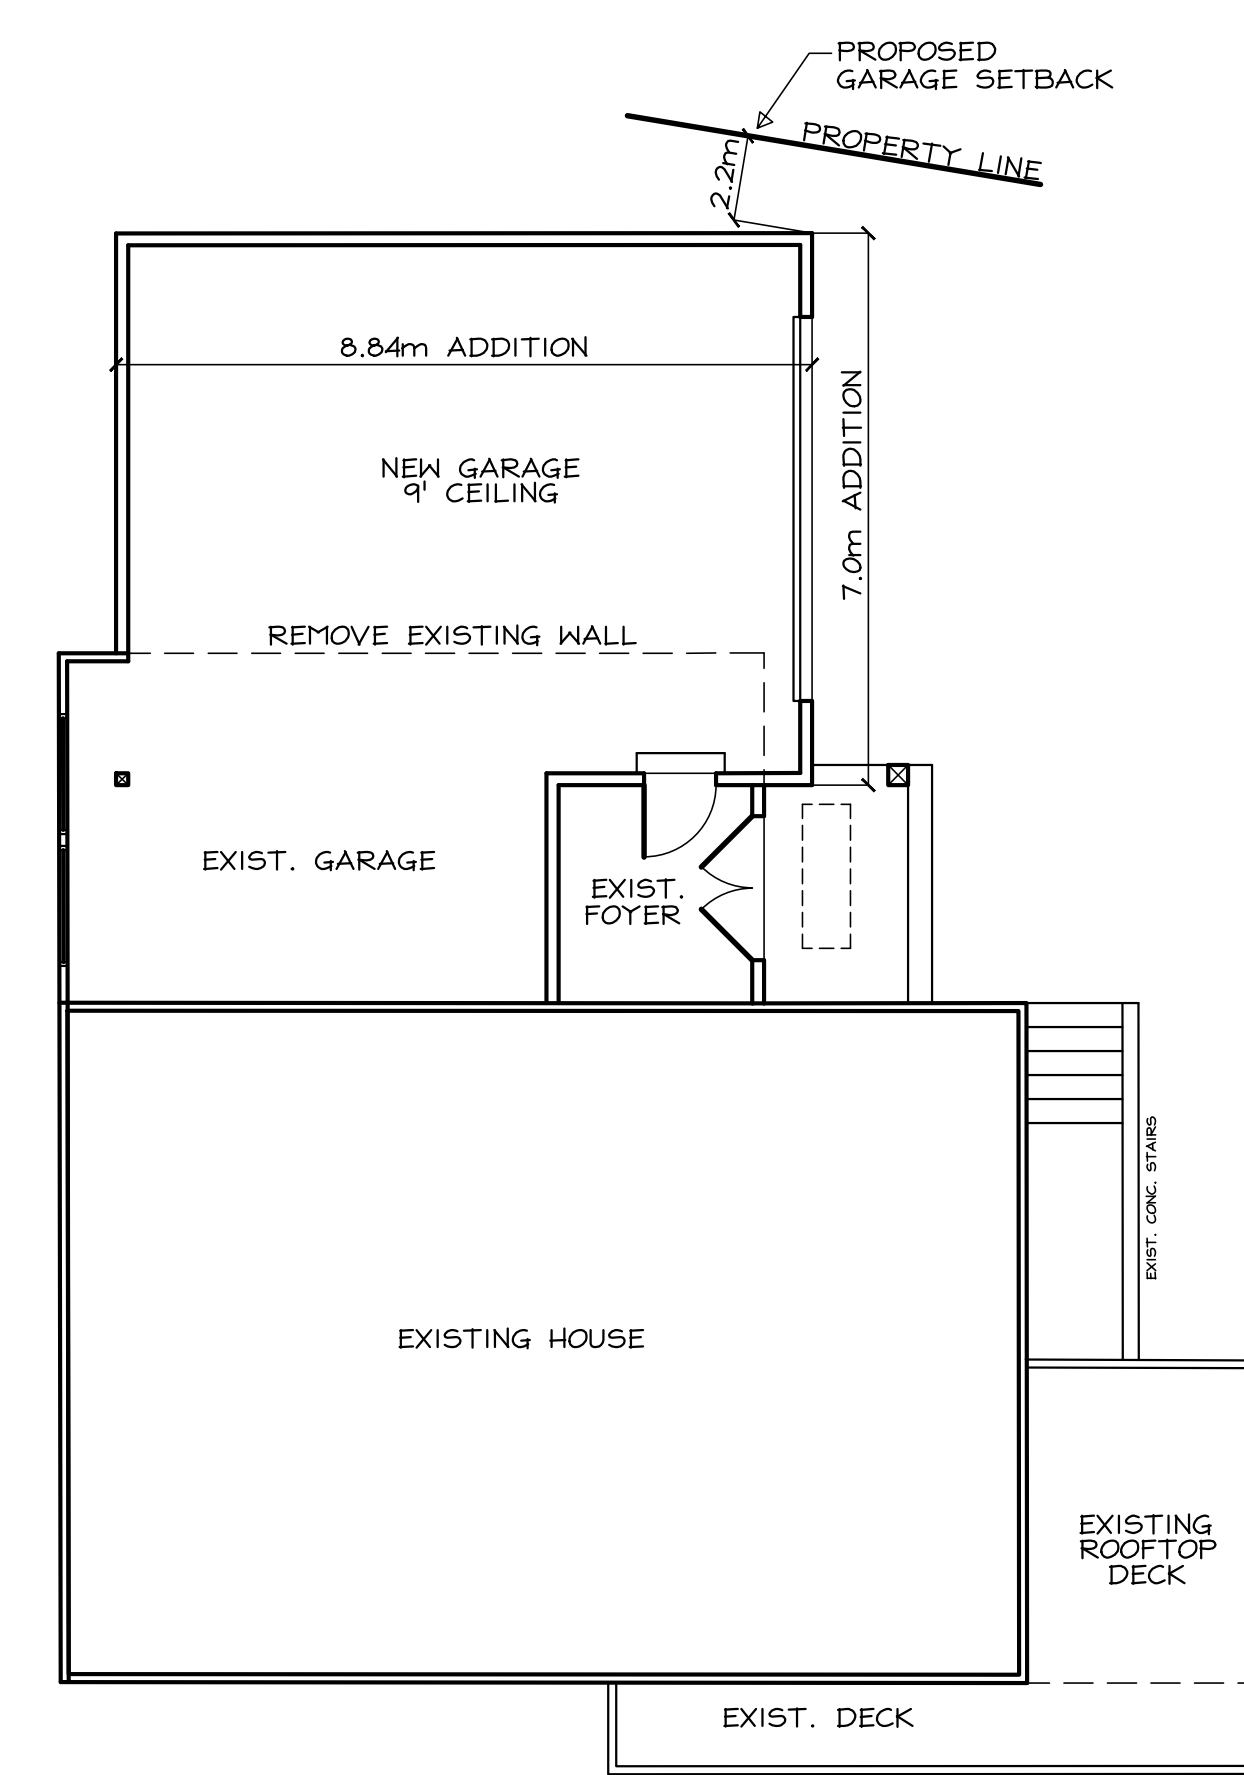 PROPOSED
GARAGE SETBACK
PROPERTY LINE
2.2m
8.84m ADDITION
7.0m ADDITION
NEW GARAGE
9' CEILING
REMOVE EXISTING WALL
EXIST. GARAGE
EXIST.
FOYER
EXIST. CONC. STAIRS
EXISTING HOUSE
EXISTING
ROOFTOP
DECK
EXIST. DECK